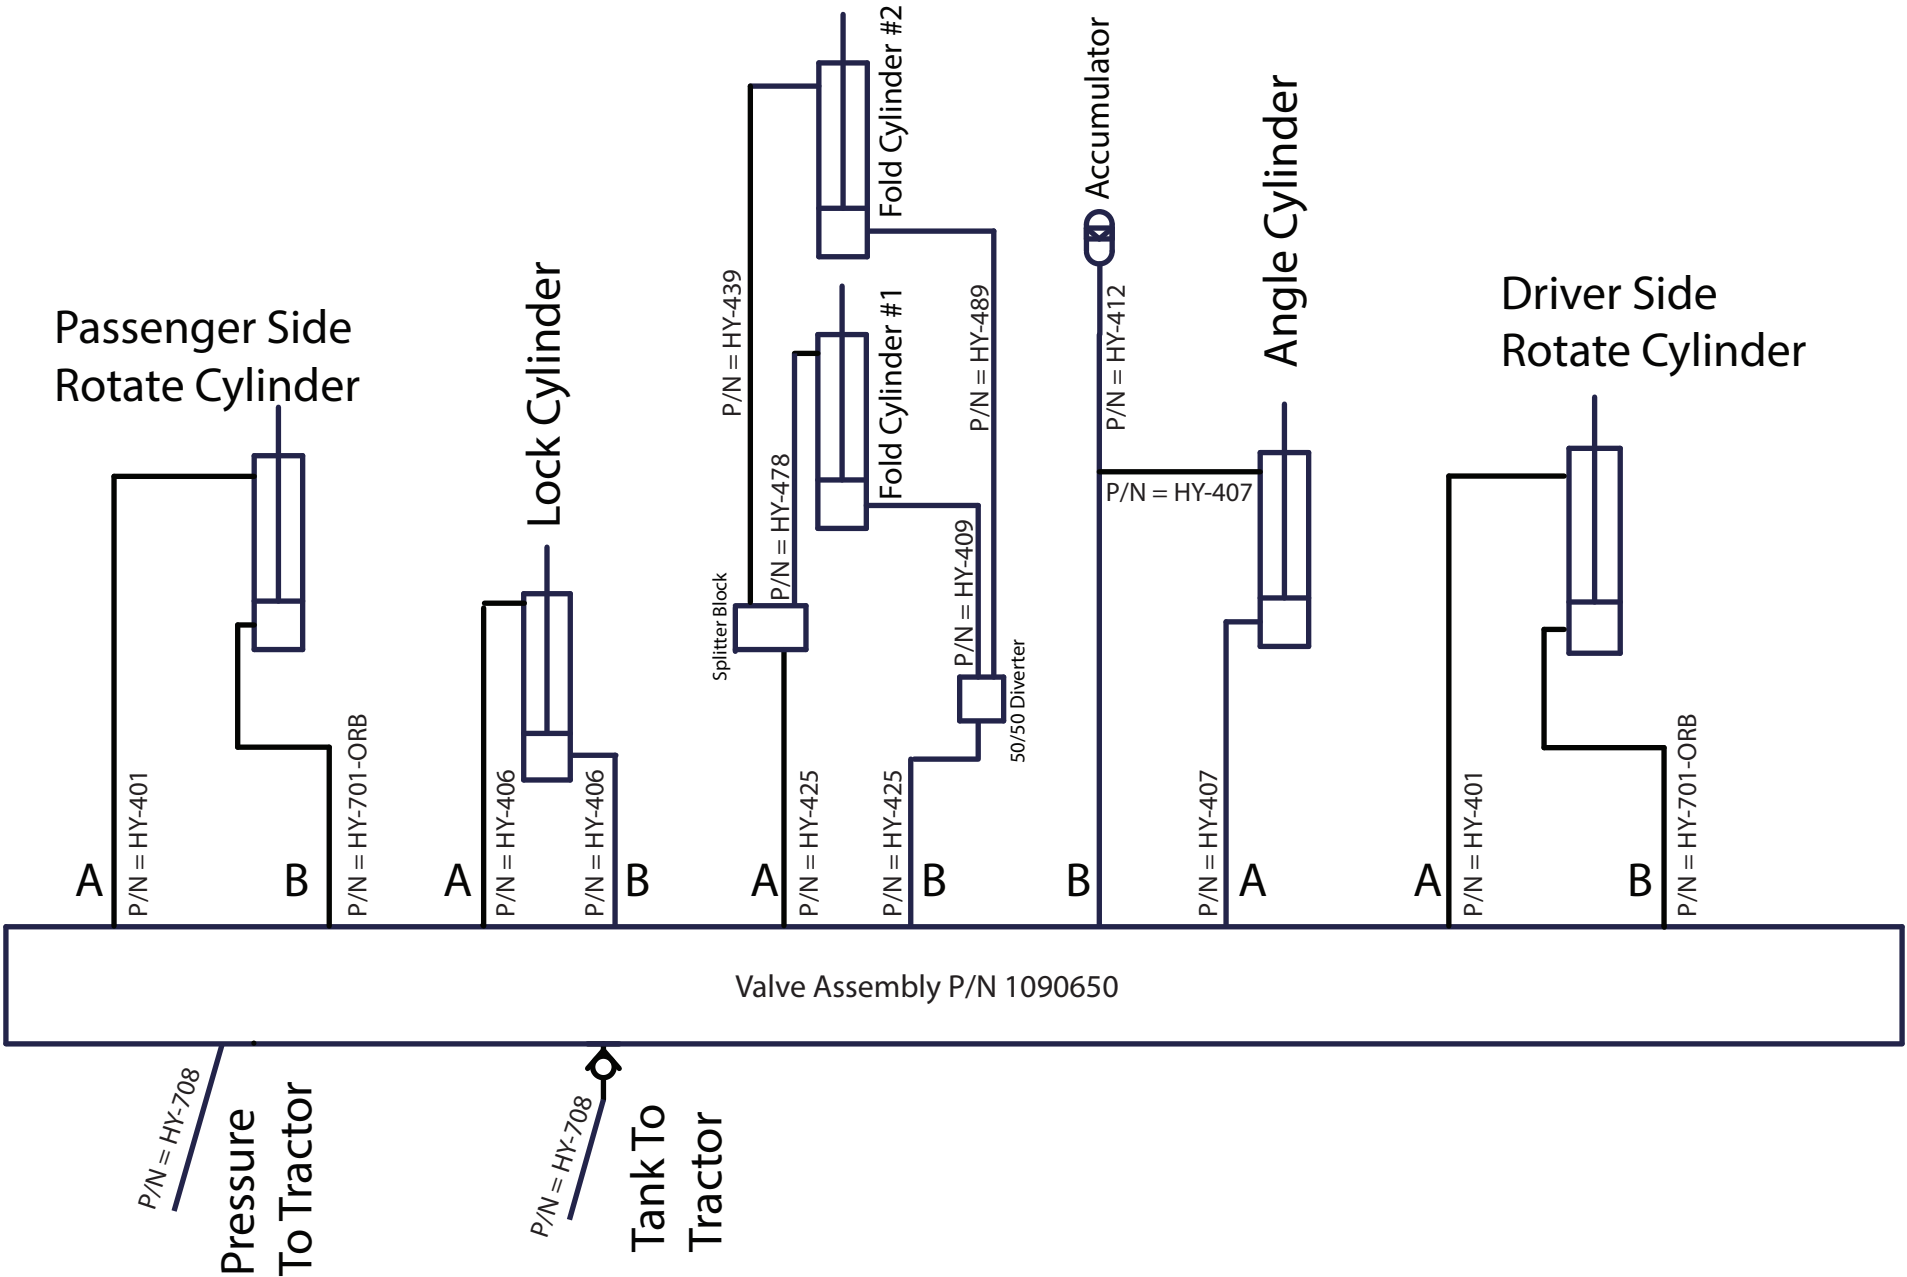 Passenger Side
Rotate Cylinder
P/N = HY-401
A
B
P/N = HY-701-ORB
Lock Cylinder
A
P/N = HY-406
P/N = HY-406
B
Fold Cylinder #2
P/N = HY-439
P/N = HY-489
Fold Cylinder #1
P/N = HY-478
P/N = HY-409
Splitter Block
50/50 Diverter
A
P/N = HY-425
P/N = HY-425
B
Accumulator
P/N = HY-412
Angle Cylinder
P/N = HY-407
B
P/N = HY-407
A
Driver Side
Rotate Cylinder
A
P/N = HY-401
B
P/N = HY-701-ORB
Valve Assembly P/N 1090650
P/N = HY-708
Pressure
To Tractor
P/N = HY-708
Tank To
Tractor